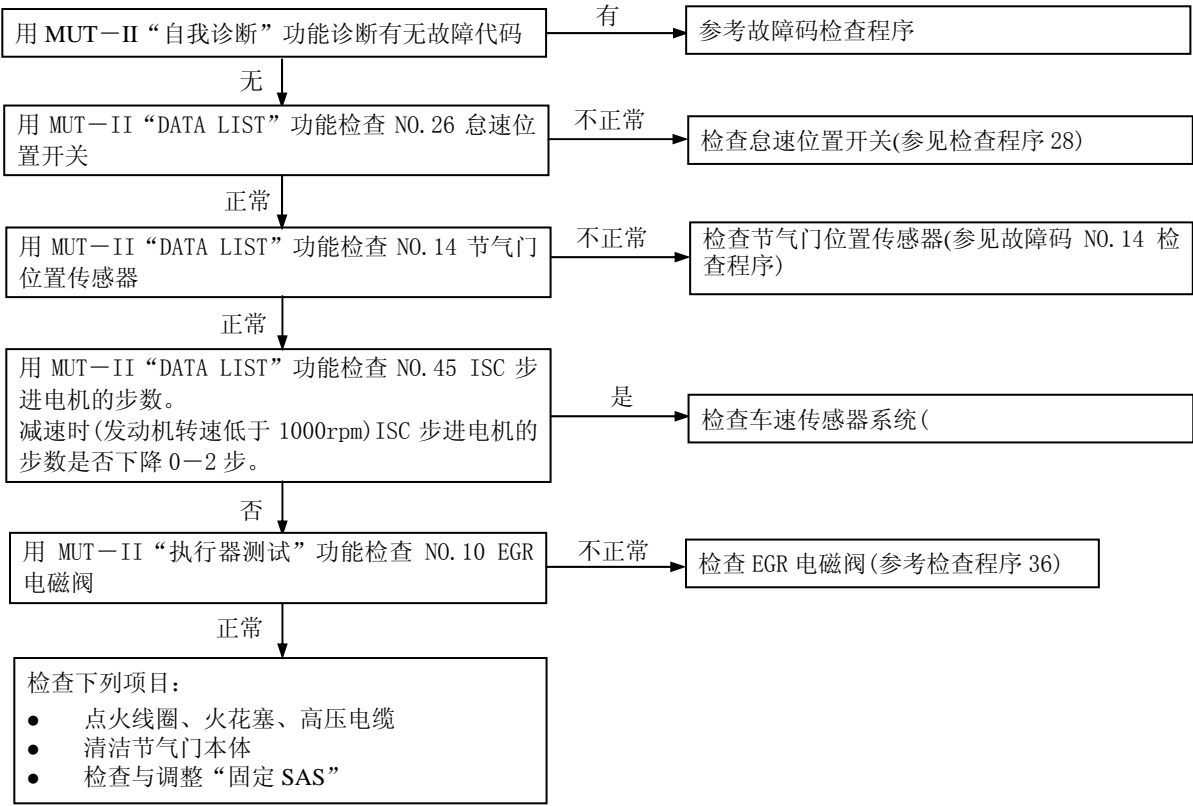 用 MUT－II“自我诊断”功能诊断有无故障代码
有
参考故障码检查程序
无
用 MUT－II“DATA LIST”功能检查 NO.26 怠速位
置开关
不正常
检查怠速位置开关(参见检查程序 28)
正常
用 MUT－II“DATA LIST”功能检查 NO.14 节气门
位置传感器
不正常
检查节气门位置传感器(参见故障码 NO.14 检
查程序)
正常
用 MUT－II“DATA LIST”功能检查 NO.45 ISC 步
进电机的步数。
减速时(发动机转速低于 1000rpm)ISC 步进电机的
步数是否下降 0－2 步。
是
检查车速传感器系统(
否
用 MUT－II“执行器测试”功能检查 NO.10 EGR
电磁阀
不正常
检查 EGR 电磁阀(参考检查程序 36)
正常
检查下列项目：
● 点火线圈、火花塞、高压电缆
● 清洁节气门本体
● 检查与调整“固定 SAS”